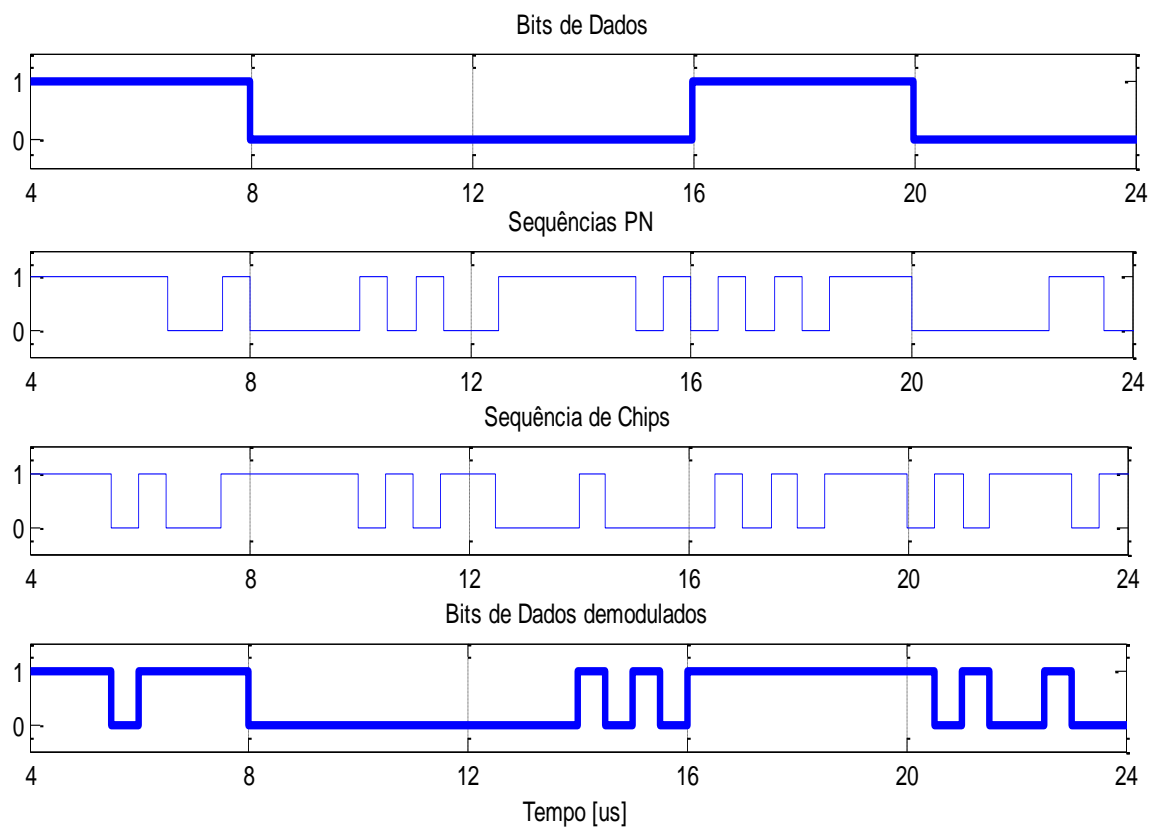 Bits de Dados
1
0
4 8 12 16 20 24
Sequências PN
1
0
4 8 12 16 20 24
Sequência de Chips
1
0
4 8 12 16 20 24
Bits de Dados demodulados
1
0
4 8 12 16 20 24
Tempo [us]